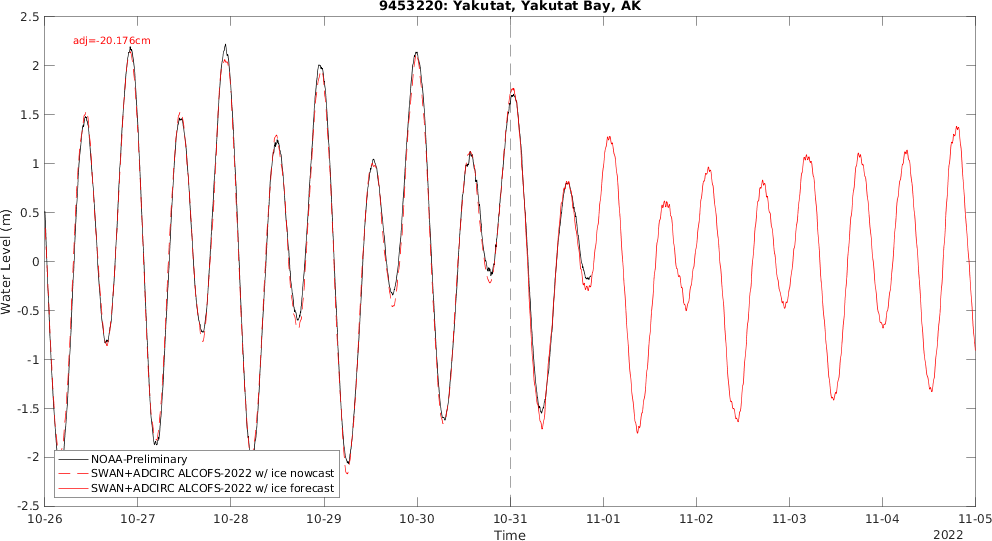 9453220: Yakutat, Yakutat Bay, AK
adj=-20.176cm
2.5
2
1.5
1
0.5
0
-0.5
-1
-1.5
-2
-2.5
Water Level (m)
NOAA-Preliminary
SWAN+ADCIRC ALCOFS-2022 w/ ice nowcast
SWAN+ADCIRC ALCOFS-2022 w/ ice forecast
10-26 10-27 10-28 10-29 10-30 10-31 11-01 11-02 11-03 11-04 11-05
Time
2022